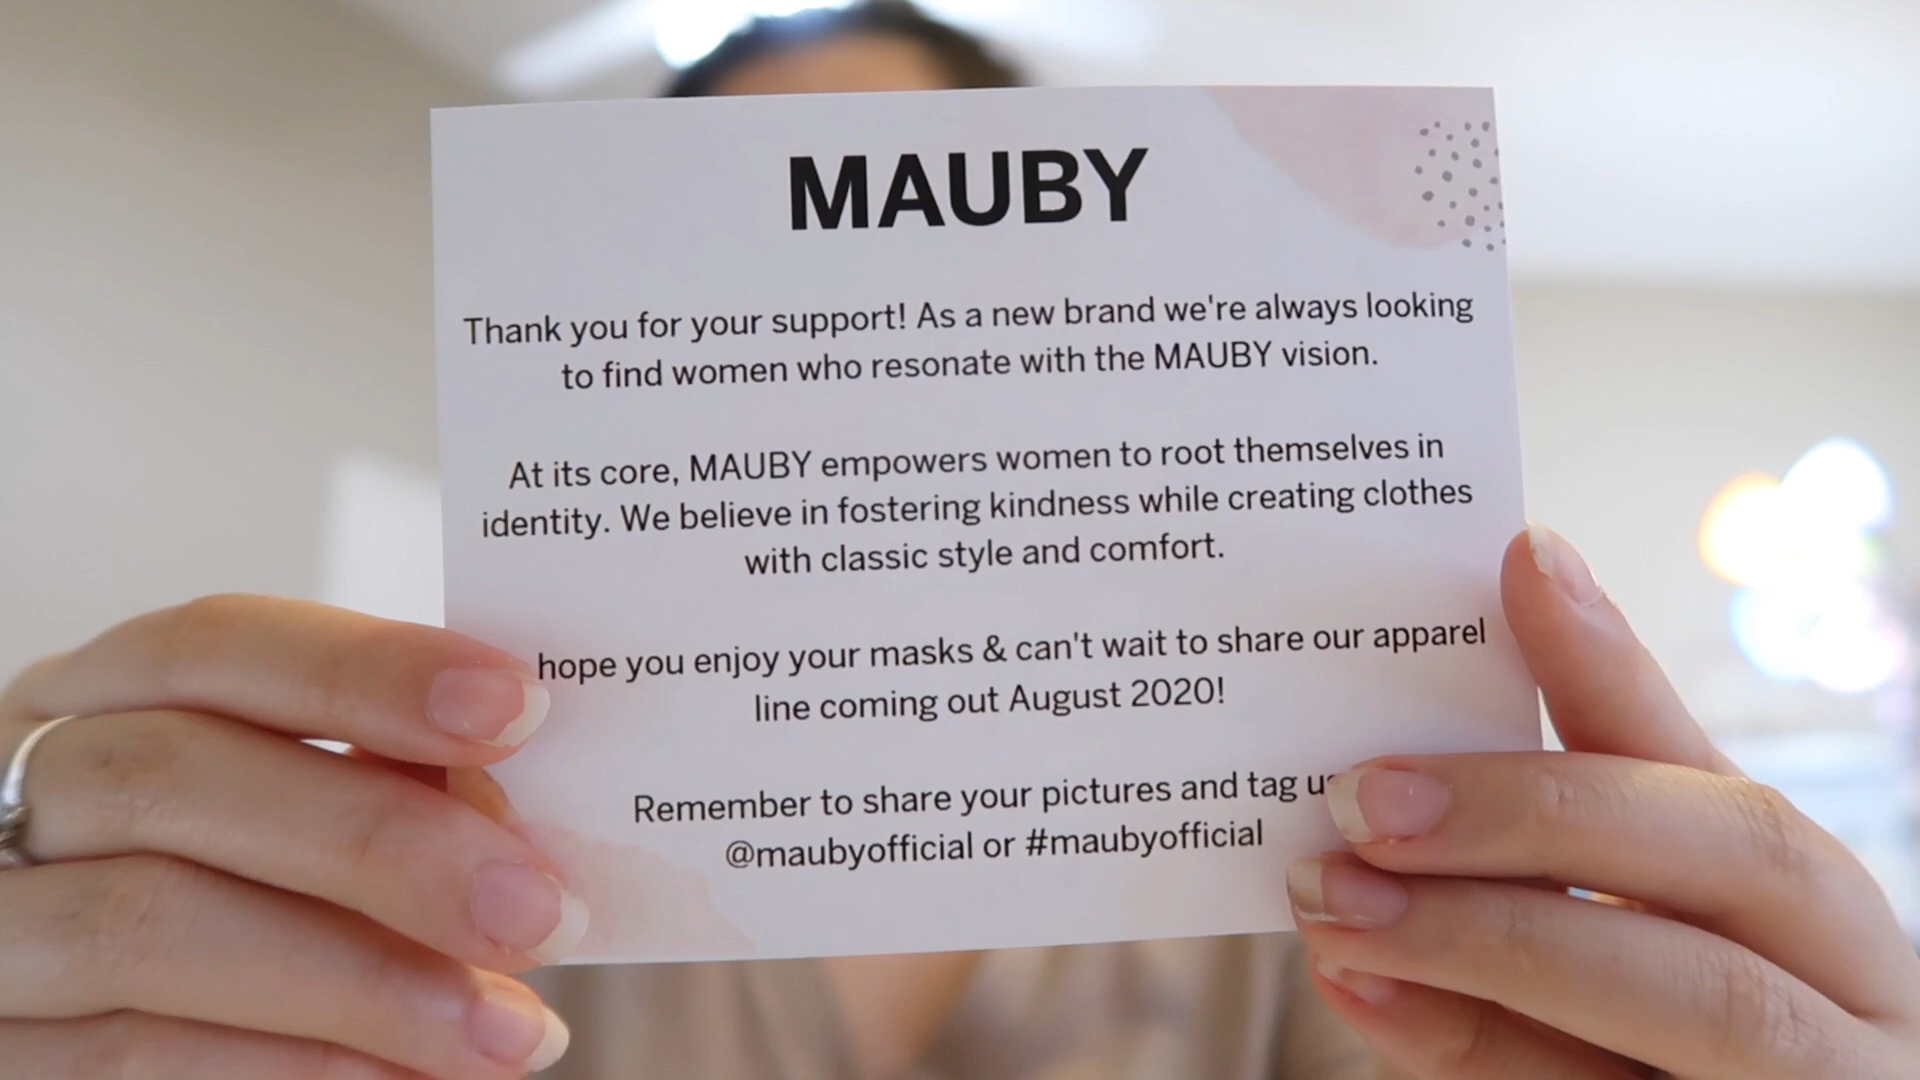 MAUBY
Thank you for your support! As a new brand we're always looking
to find women who resonate with the MAUBY vision.
At its core, MAUBY empowers women to root themselves in
identity. We believe in fostering kindness while creating clothes
with classic style and comfort.
hope you enjoy your masks & can't wait to share our apparel
line coming out August 2020!
Remember to share your pictures and tag us
@maubyofficial or #maubyofficial